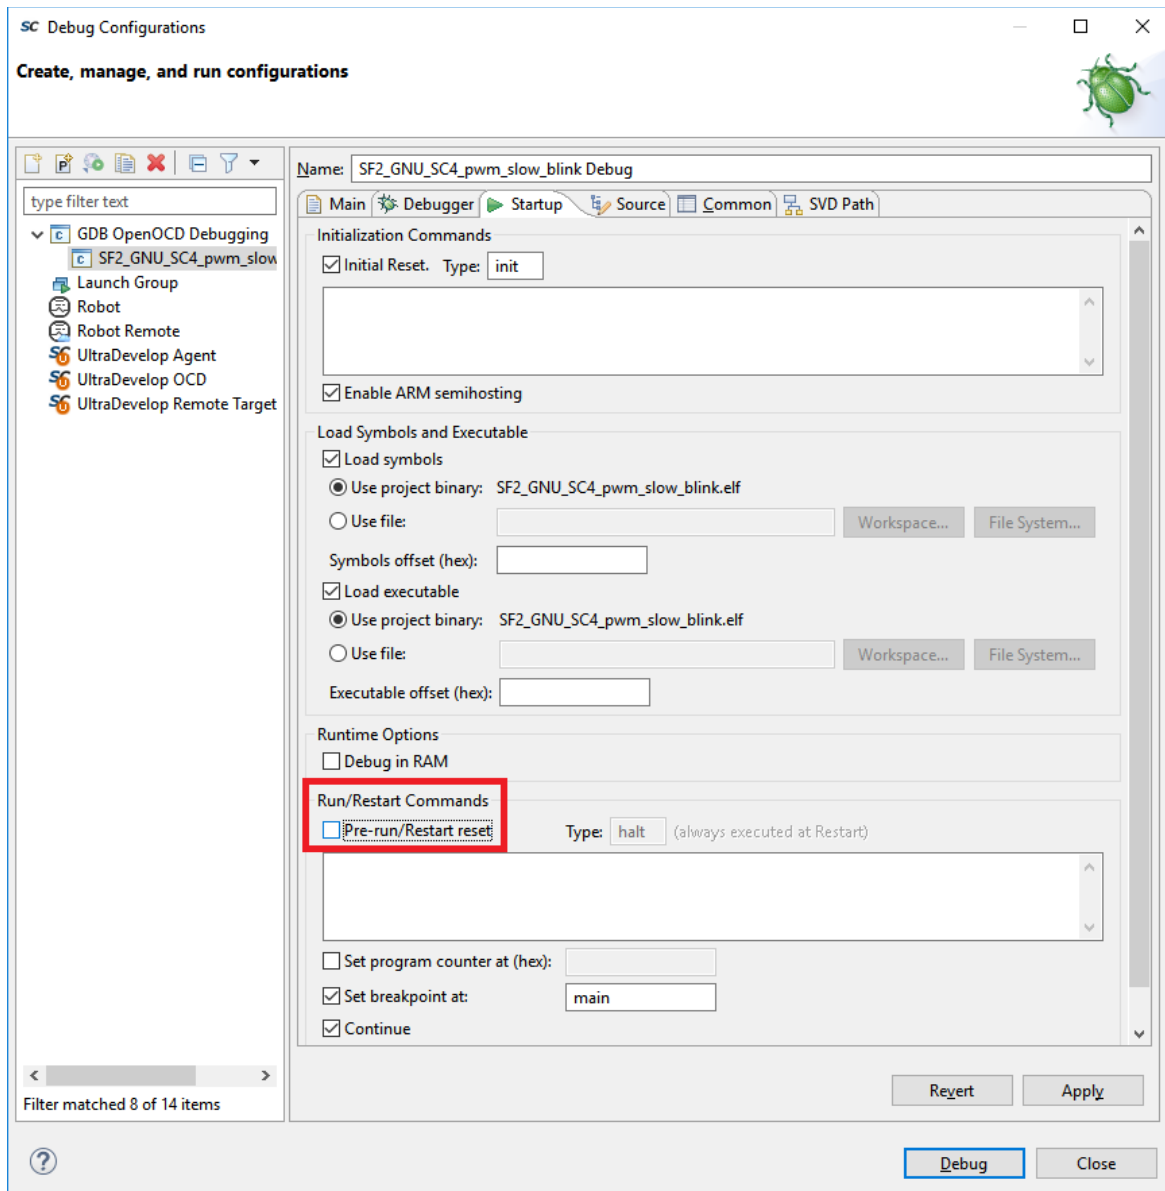 SC Debug Configurations
Create, manage, and run configurations
type filter text
GDB OpenOCD Debugging
SF2_GNU_SC4_pwm_slow
Launch Group
Robot
Robot Remote
UltraDevelop Agent
UltraDevelop OCD
UltraDevelop Remote Target
Filter matched 8 of 14 items
Name: SF2_GNU_SC4_pwm_slow_blink Debug
Main Debugger Startup Source Common SVD Path
Initialization Commands
Initial Reset. Type: init
Enable ARM semihosting
Load Symbols and Executable
Load symbols
Use project binary: SF2_GNU_SC4_pwm_slow_blink.elf
Use file: Workspace... File System...
Symbols offset (hex):
Load executable
Use project binary: SF2_GNU_SC4_pwm_slow_blink.elf
Use file: Workspace... File System...
Executable offset (hex):
Runtime Options
Debug in RAM
Run/Restart Commands
Pre-run/Restart reset Type: halt (always executed at Restart)
Set program counter at (hex):
Set breakpoint at: main
Continue
Revert Apply
Debug Close